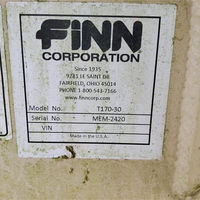 FINN
CORPORATION
Since 1935
9281 LE SAINT DR
FAIRFIELD, OHIO 45014
PHONE 1-800-543-7166
www.finncorp.com
Model No. T170-30
Serial No. MEM-2420
VIN
Made in the U.S.A.